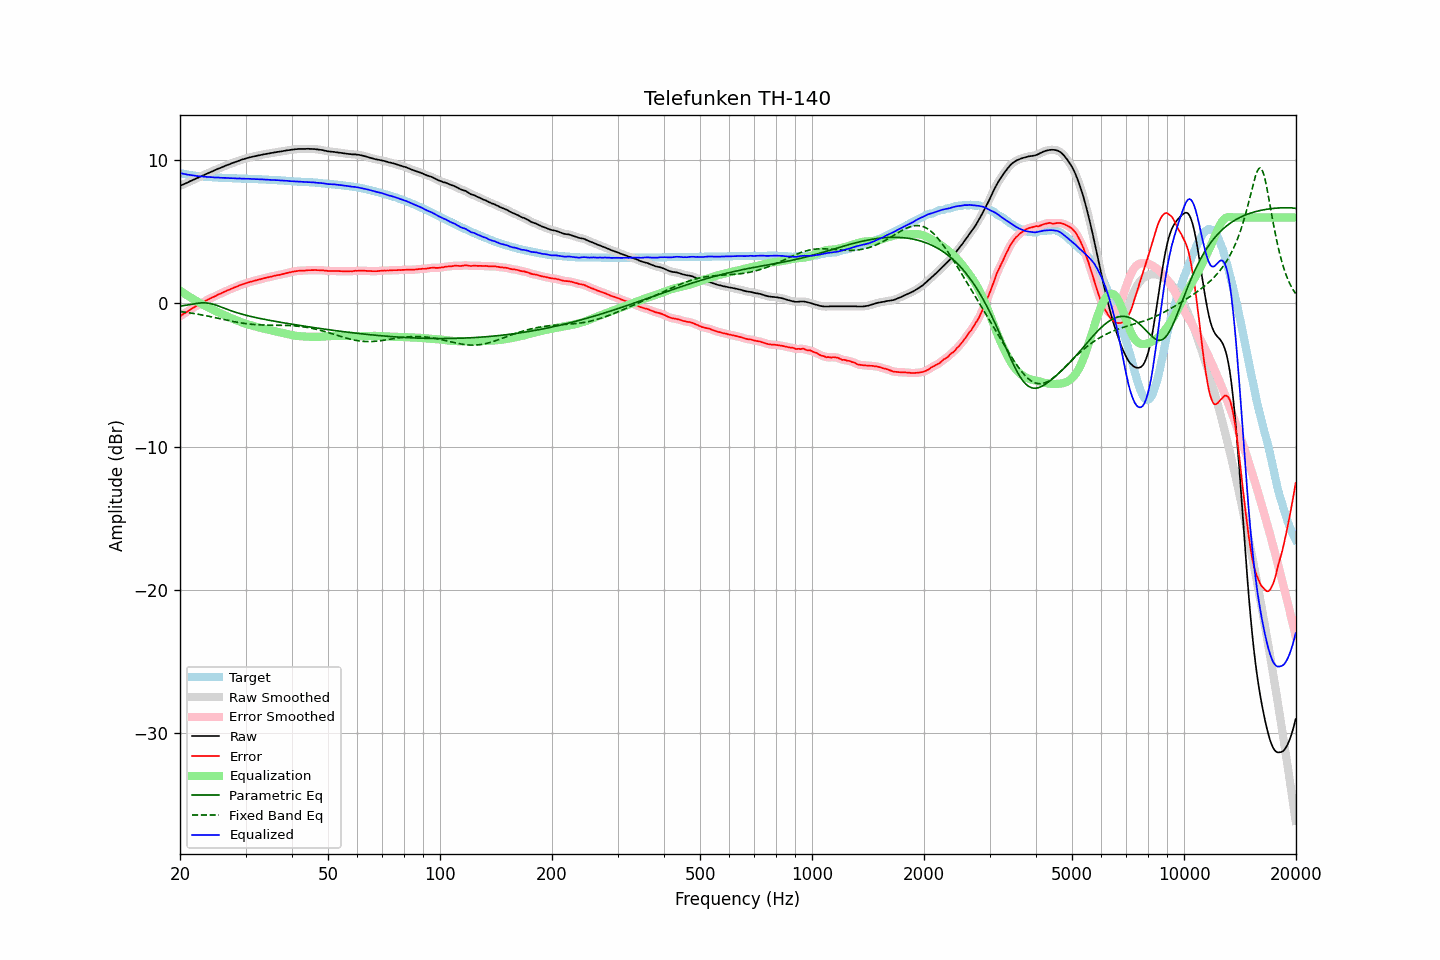 Telefunken TH-140
10
0
−10
−20
−30
Amplitude (dBr)
Target
Raw Smoothed
Error Smoothed
Raw
Error
Equalization
Parametric Eq
Fixed Band Eq
Equalized
20 50 100 200 500 1000 2000 5000 10000 20000
Frequency (Hz)